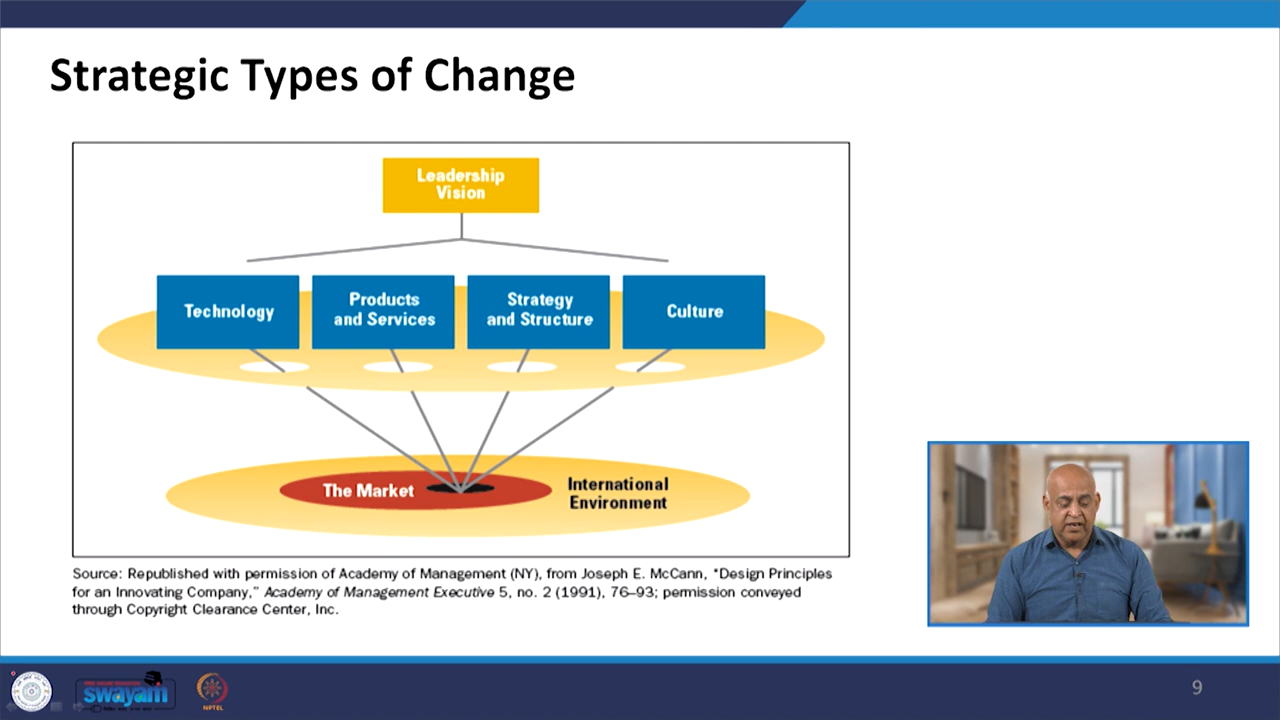 Strategic Types of Change
Leadership
Vision
Technology
Products
and Services
Strategy
and Structure
Culture
The Market
International
Environment
Source: Republished with permission of Academy of Management (NY), from Joseph E. McCann, “Design Principles
for an Innovating Company,” Academy of Management Executive 5, no. 2 (1991), 76–93; permission conveyed
through Copyright Clearance Center, Inc.
swayam
NPTEL
9